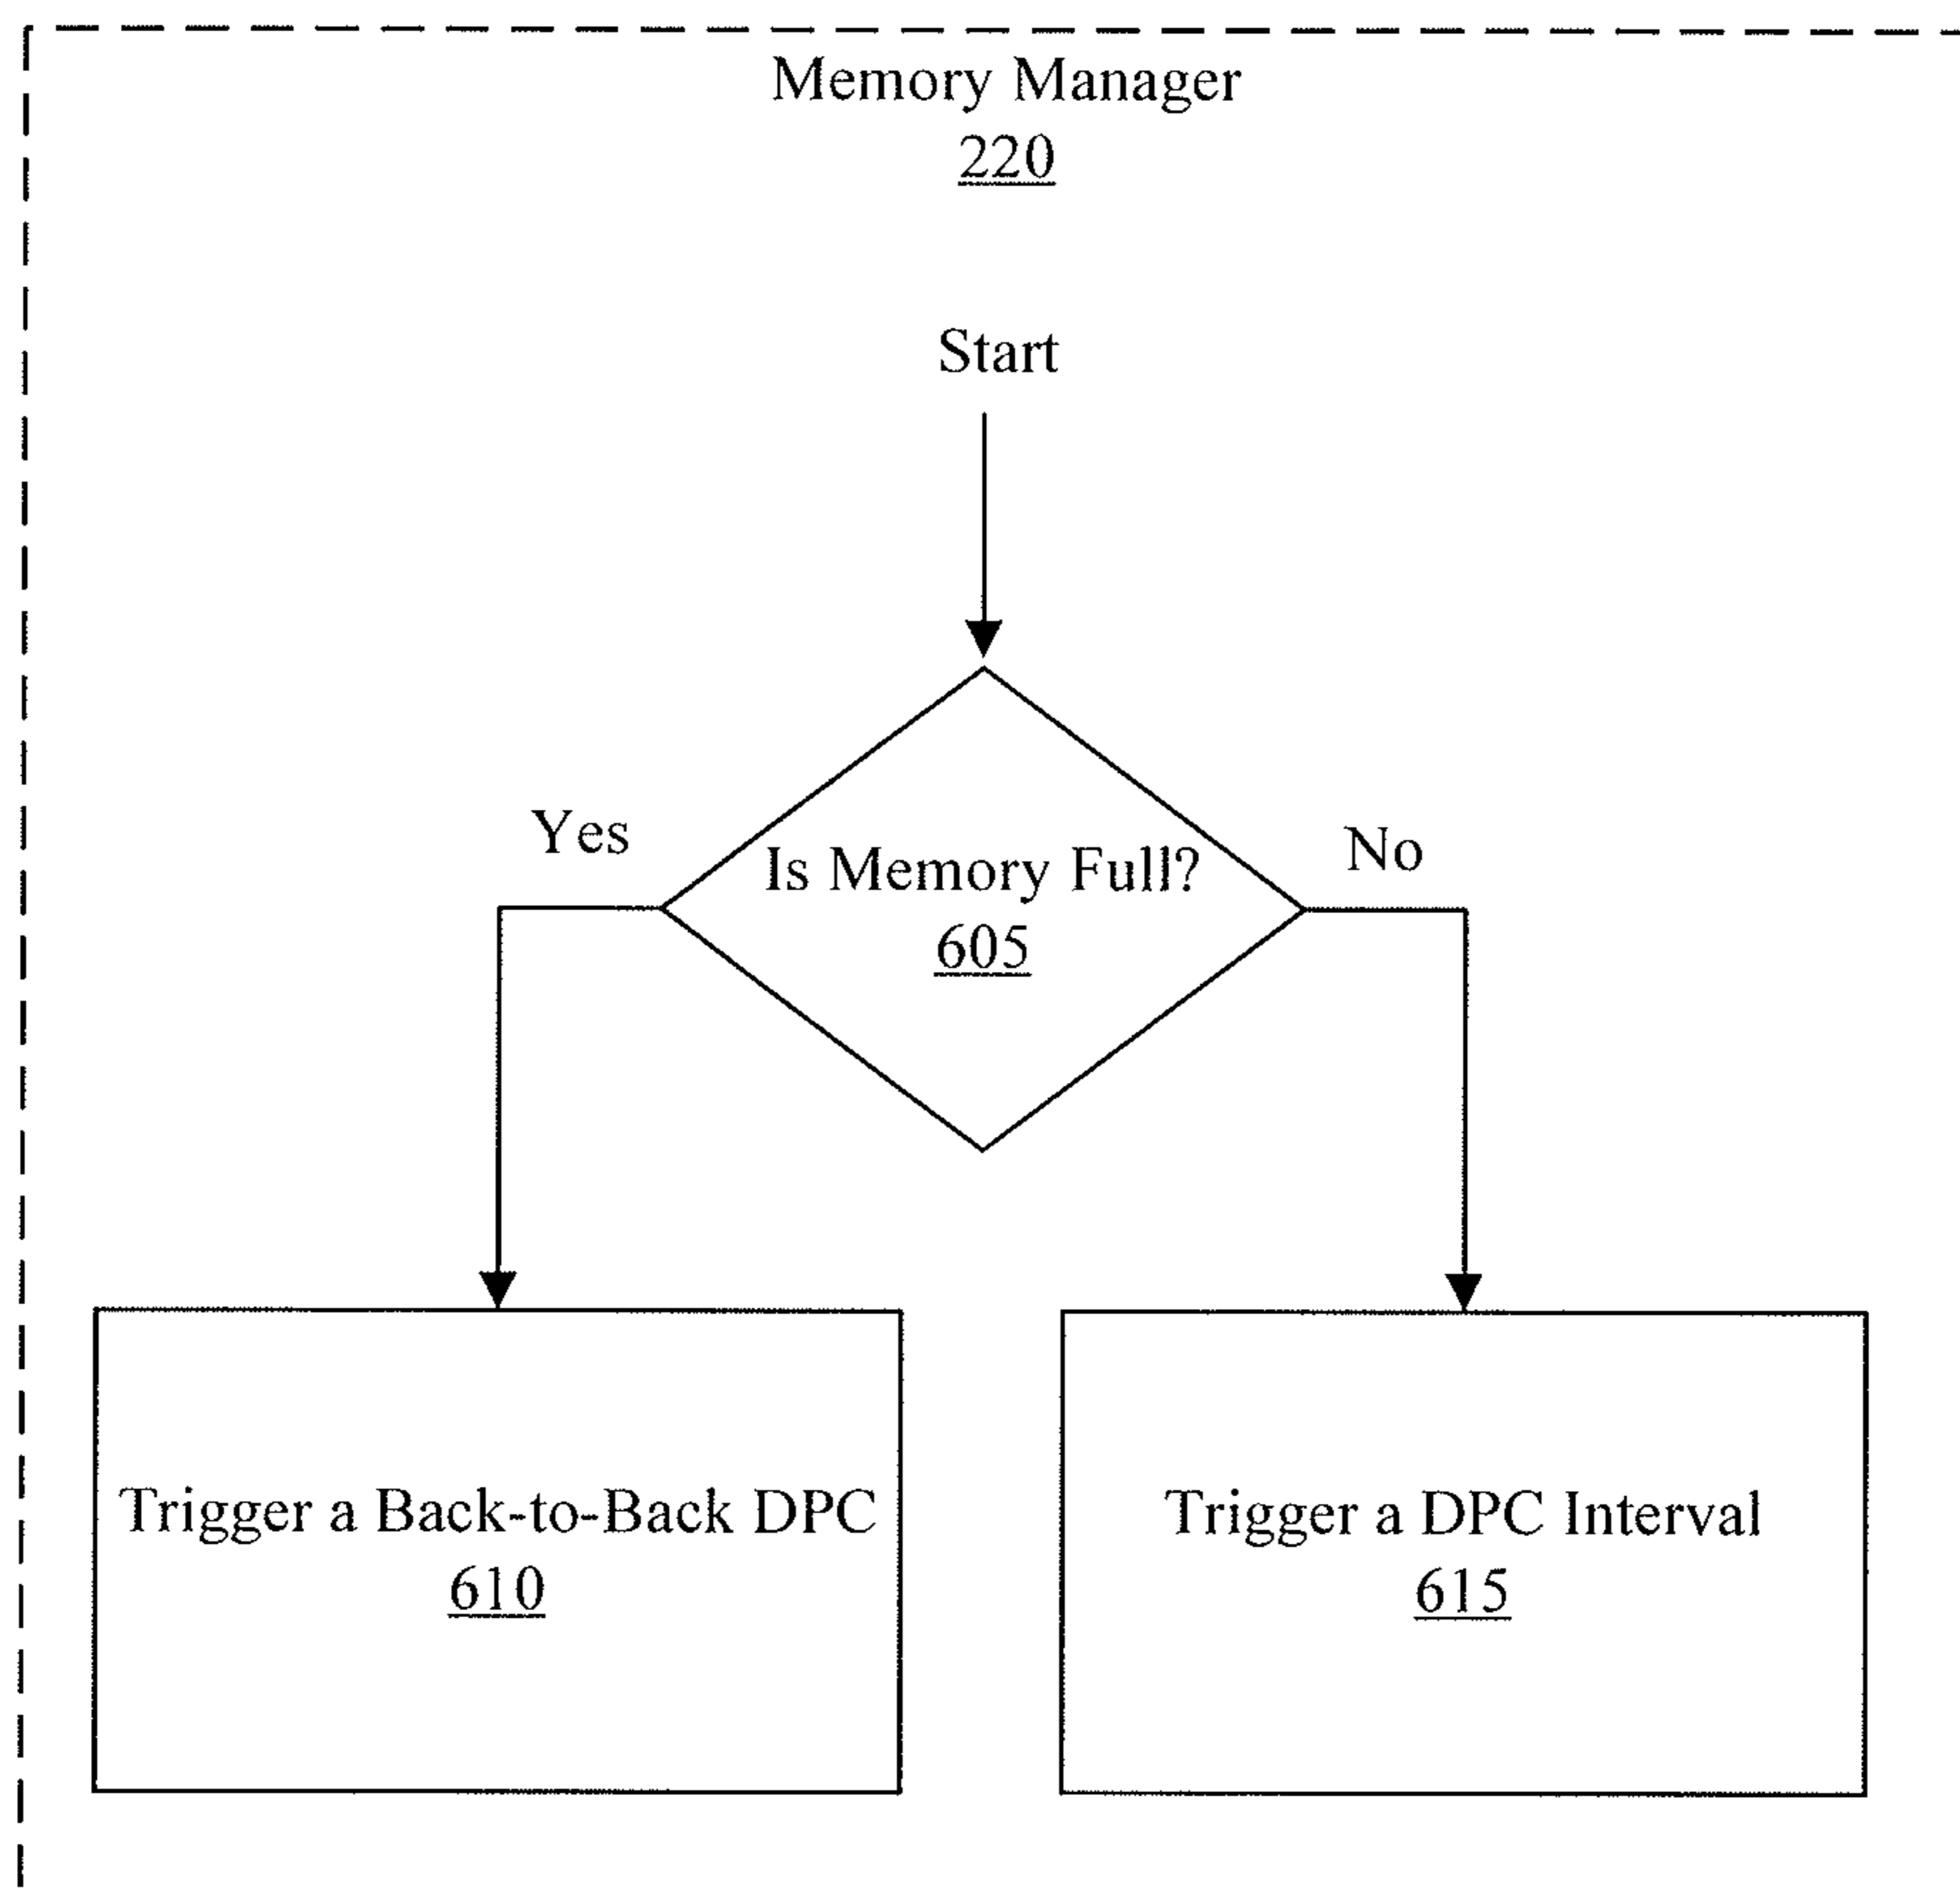 Memory Manager
220
Start
Yes
No
Is Memory Full?
605
Trigger a Back-to-Back DPC
610
Trigger a DPC Interval
615